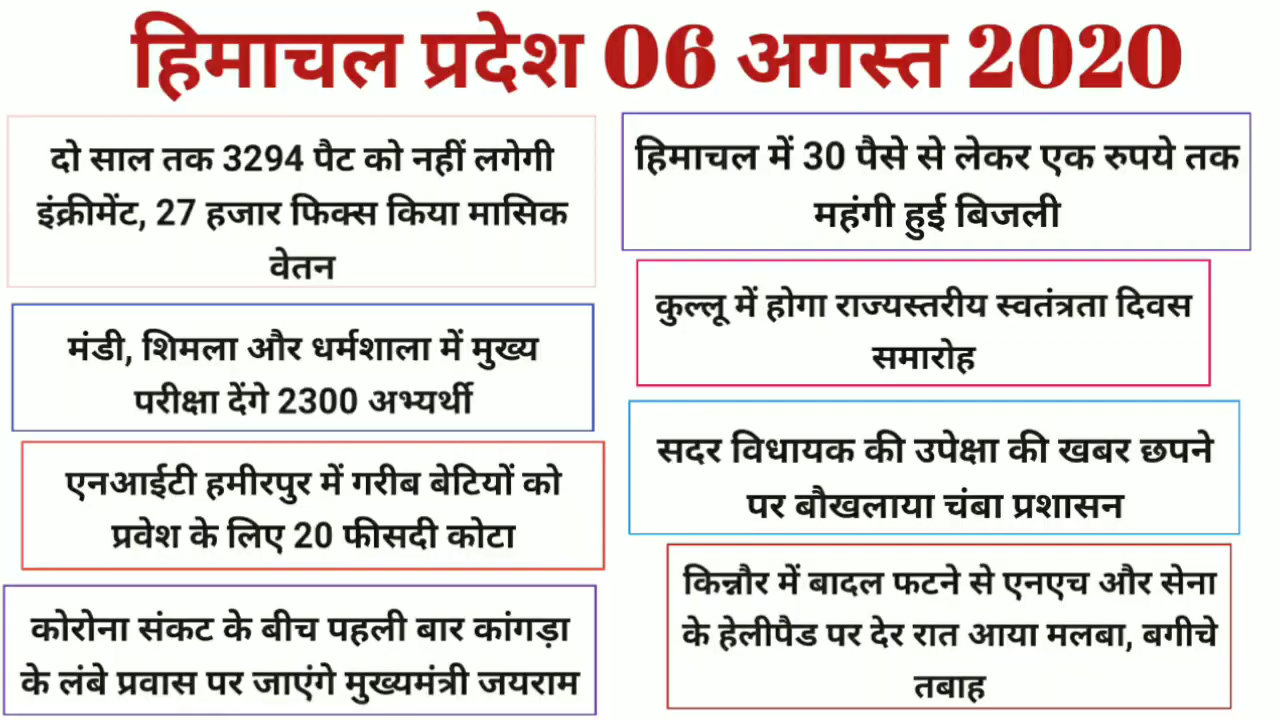 हिमाचल प्रदेश 06 अगस्त 2020
दो साल तक 3294 पैट को नहीं लगेगी
इंक्रीमेंट, 27 हजार फिक्स किया मासिक
वेतन
मंडी, शिमला और धर्मशाला में मुख्य
परीक्षा देंगे 2300 अभ्यर्थी
एनआईटी हमीरपुर में गरीब बेटियों को
प्रवेश के लिए 20 फीसदी कोटा
कोरोना संकट के बीच पहली बार कांगड़ा
के लंबे प्रवास पर जाएंगे मुख्यमंत्री जयराम
हिमाचल में 30 पैसे से लेकर एक रुपये तक
महंगी हुई बिजली
कुल्लू में होगा राज्यस्तरीय स्वतंत्रता दिवस
समारोह
सदर विधायक की उपेक्षा की खबर छपने
पर बौखलाया चंबा प्रशासन
किन्नौर में बादल फटने से एनएच और सेना
के हेलीपैड पर देर रात आया मलबा, बगीचे
तबाह